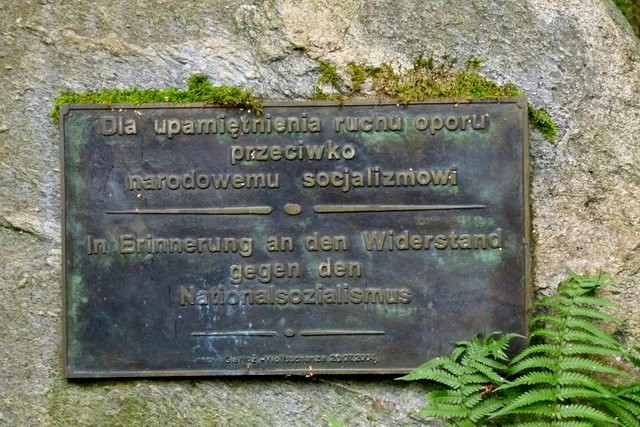 Dla upamiętnienia ruchu oporu
przeciwko
narodowemu socjalizmowi
In Erinnerung an den Widerstand
gegen den
Nationalsozialismus
Gierłoż-Wolfsschanze 20.07.2004.